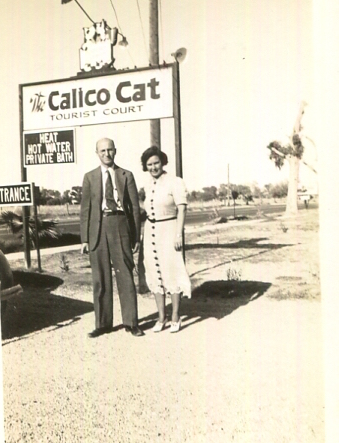 The Calico Cat
TOURIST COURT
HEAT
HOT WATER
PRIVATE BATH
TRANCE